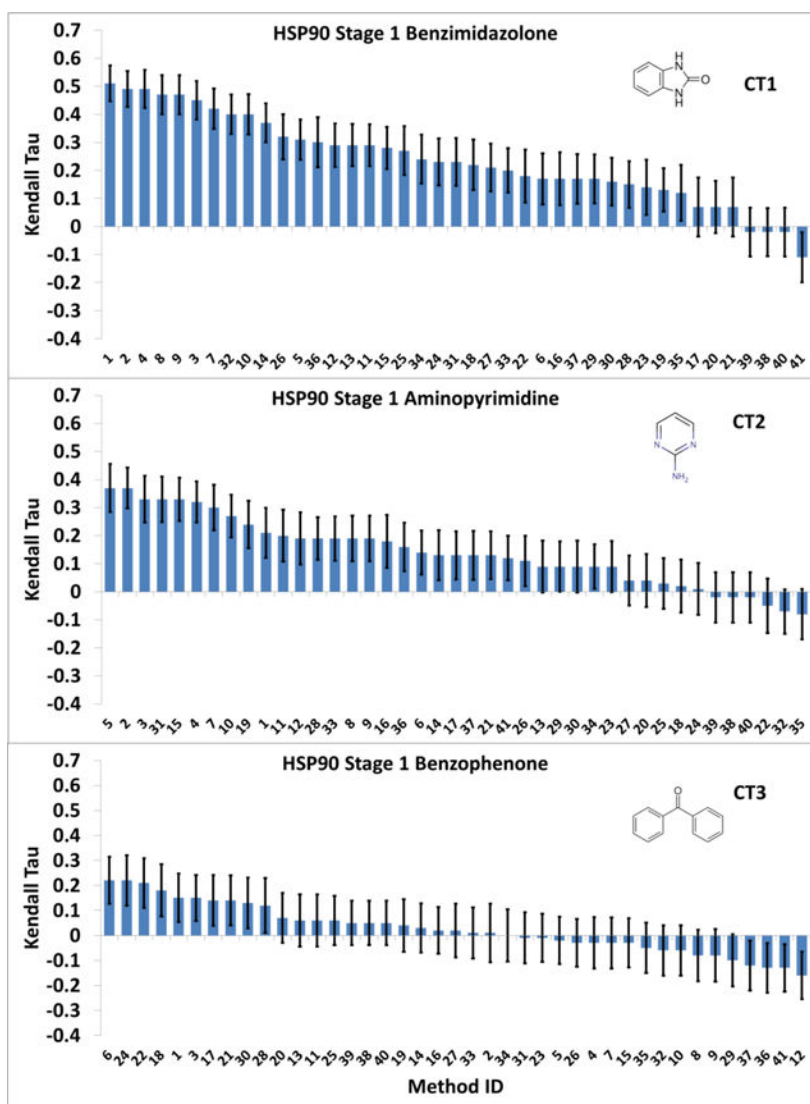 HSP90 Stage 1 Benzimidazolone
CT1
H
N
O
N
H
Kendall Tau
0.7
0.6
0.5
0.4
0.3
0.2
0.1
0
-0.1
-0.2
-0.3
-0.4
1 2 4 8 9 3 7 32 10 14 26 5 36 12 13 11 15 25 34 24 31 18 27 33 22 6 16 37 29 30 28 23 19 35 17 20 21 39 38 40 41
HSP90 Stage 1 Aminopyrimidine
CT2
N N
NH2
Kendall Tau
0.7
0.6
0.5
0.4
0.3
0.2
0.1
0
-0.1
-0.2
-0.3
-0.4
5 2 3 31 15 4 7 10 19 1 11 12 28 33 8 9 16 36 6 14 17 37 21 41 26 13 29 30 34 23 27 20 25 18 24 39 38 40 22 32 35
HSP90 Stage 1 Benzophenone
CT3
O
Kendall Tau
0.7
0.6
0.5
0.4
0.3
0.2
0.1
0
-0.1
-0.2
-0.3
-0.4
6 24 22 18 1 3 17 21 30 28 20 13 11 25 39 38 40 19 14 16 27 33 2 34 31 23 5 26 4 7 15 35 32 10 8 9 29 37 36 41 12
Method ID